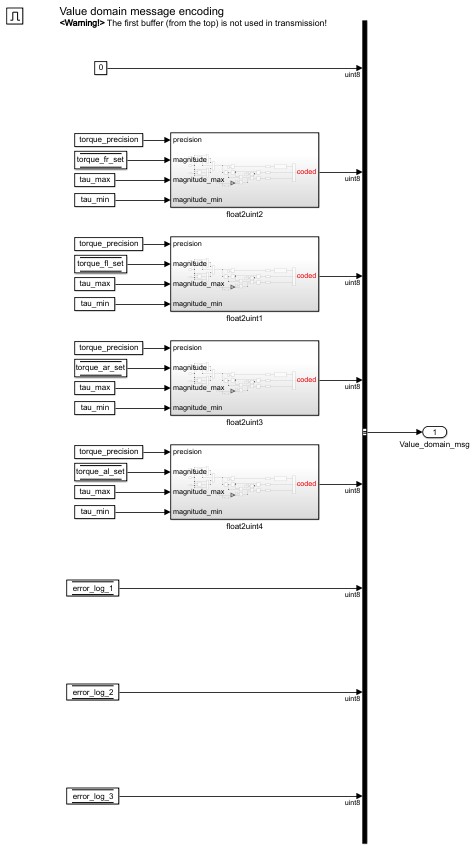 Value domain message encoding
<Warning!> The first buffer (from the top) is not used in transmission!
0
uint8
torque_precision
precision
torque_fr_set
magnitude
tau_max
magnitude_max
tau_min
magnitude_min
coded
uint8
float2uint2
torque_precision
precision
torque_fl_set
magnitude
tau_max
magnitude_max
tau_min
magnitude_min
coded
uint8
float2uint1
torque_precision
precision
torque_ar_set
magnitude
tau_max
magnitude_max
tau_min
magnitude_min
coded
uint8
float2uint3
1
Value_domain_msg
torque_precision
precision
torque_al_set
magnitude
tau_max
magnitude_max
tau_min
magnitude_min
coded
uint8
float2uint4
error_log_1
uint8
error_log_2
uint8
error_log_3
uint8